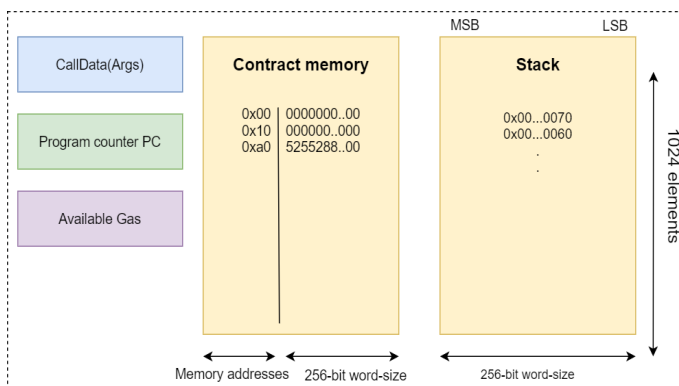 MSB LSB
CallData(Args)
Program counter PC
Available Gas
Contract memory
0x00 0000000..00
0x10 000000..000
0xa0 5255288..00
Memory addresses 256-bit word-size
Stack
0x00...0070
0x00...0060
.
.
256-bit word-size
1024 elements